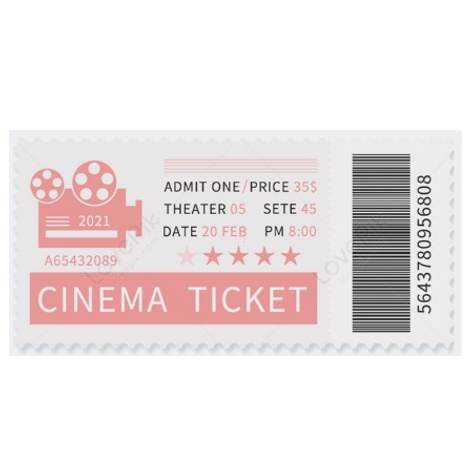 ADMIT ONE/PRICE 35$
THEATER 05 SETE 45
2021
DATE 20 FEB PM 8:00
A65432089
CINEMA TICKET
5643780956808